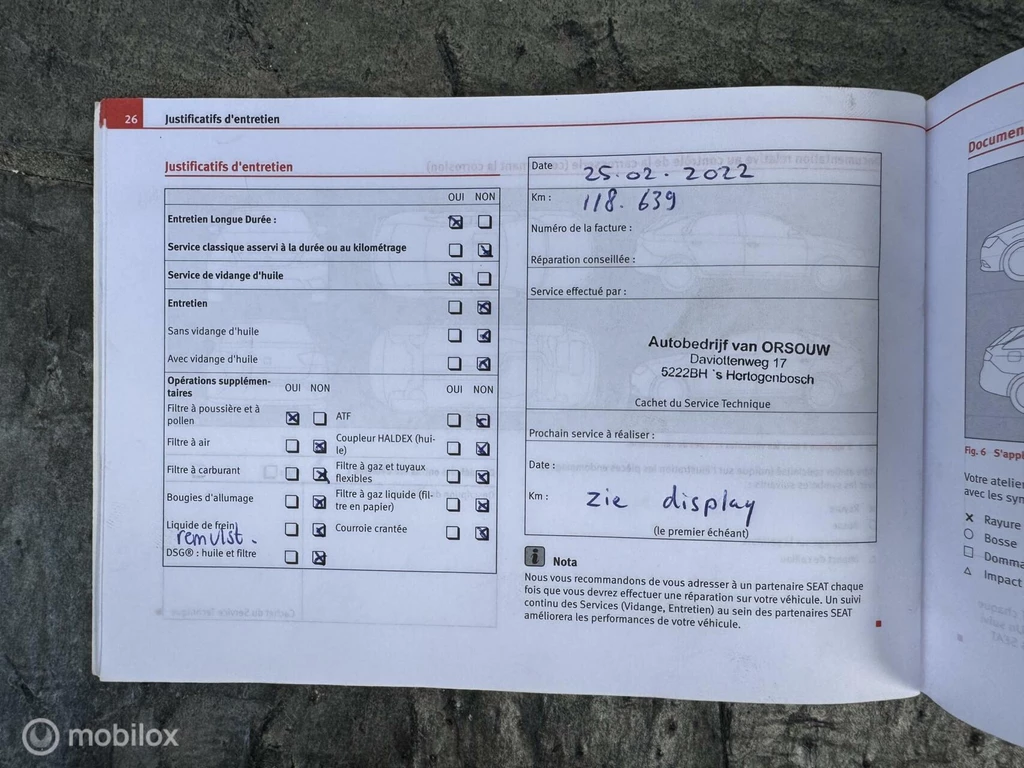 26 Justificatifs d'entretien
Justificatifs d'entretien
OUI NON
Entretien Longue Durée :
Service classique asservi à la durée ou au kilométrage
Service de vidange d'huile
Entretien
Sans vidange d'huile
Avec vidange d'huile
Opérations supplémen-
taires
OUI NON
OUI NON
Filtre à poussière et à
pollen
ATF
Filtre à air
Coupleur HALDEX (hui-
le)
Filtre à carburant
Filtre à gaz et tuyaux
flexibles
Bougies d'allumage
Filtre à gaz liquide (fil-
tre en papier)
Liquide de frein
remvlst.
Courroie crantée
DSG® : huile et filtre
Date 25.02.2022
Km : 118.639
Numéro de la facture :
Réparation conseillée :
Service effectué par :
Autobedrijf van ORSOUW
Daviottenweg 17
5222BH 's Hertogenbosch
Cachet du Service Technique
Prochain service à réaliser :
Date :
Km : zie display
(le premier échéant)
i Nota
Nous vous recommandons de vous adresser à un partenaire SEAT chaque
fois que vous devrez effectuer une réparation sur votre véhicule. Un suivi
continu des Services (Vidange, Entretien) au sein des partenaires SEAT
améliorera les performances de votre véhicule.
Documen
Fig. 6 S'appl
Votre atelier
avec les sym
Rayure
Bosse
Domma
Impact
mobilox